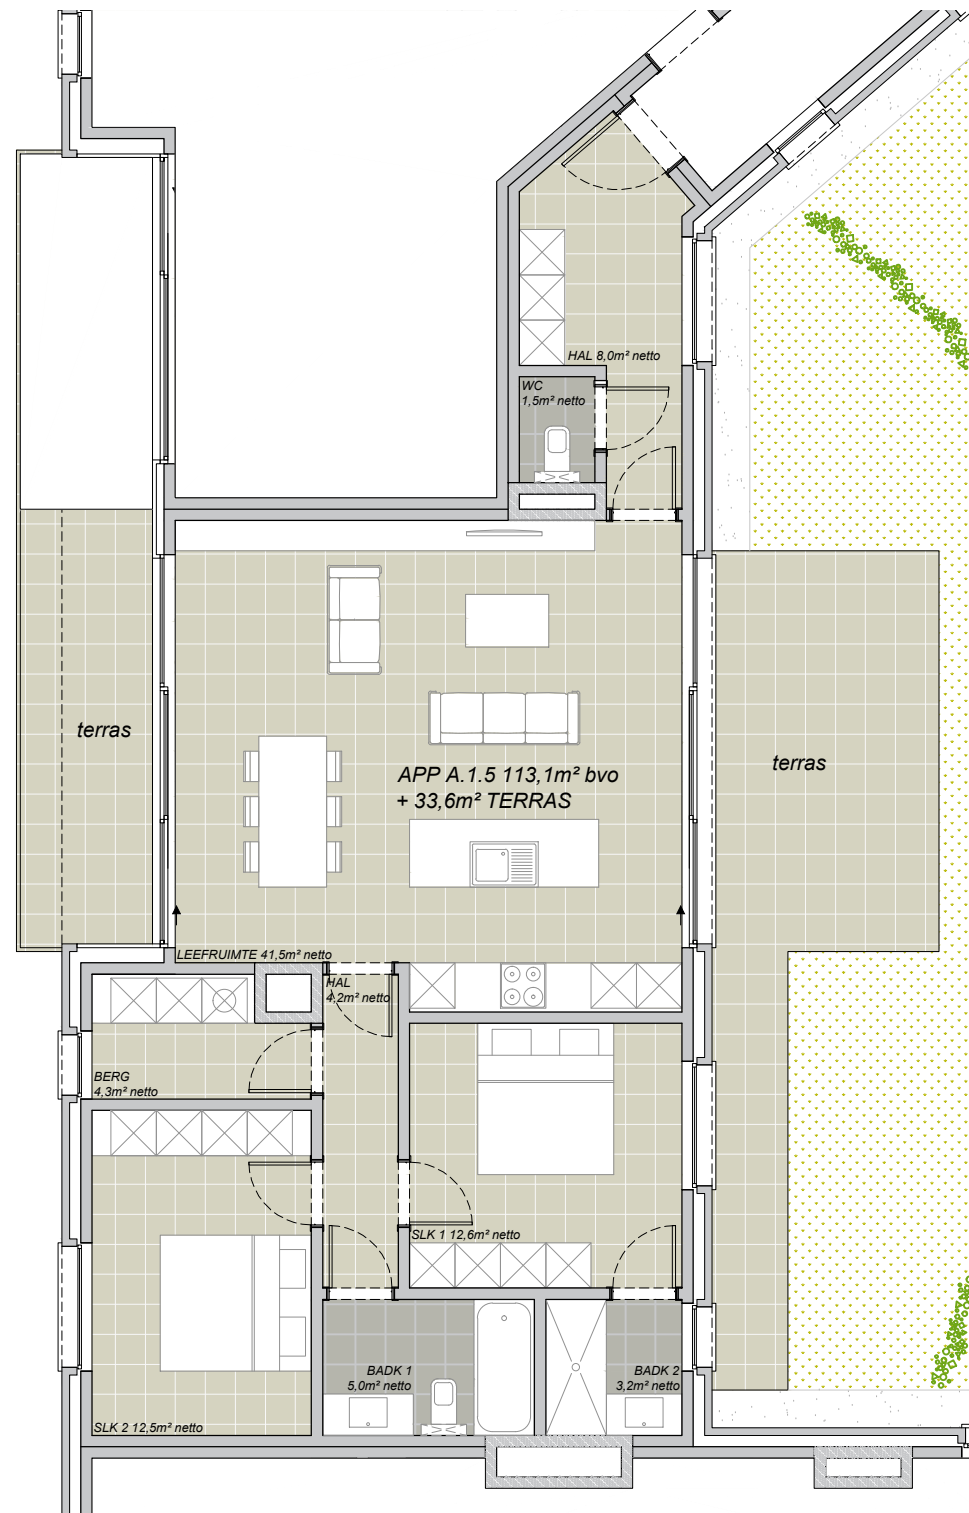 HAL 8,0m² netto
WC
1,5m² netto
terras
terras
APP A.1.5 113,1m² bvo
+ 33,6m² TERRAS
LEEFRUIMTE 41,5m² netto
HAL
4,2m² netto
BERG
4,3m² netto
SLK 1 12,6m² netto
BADK 1
5,0m² netto
BADK 2
3,2m² netto
SLK 2 12,5m² netto